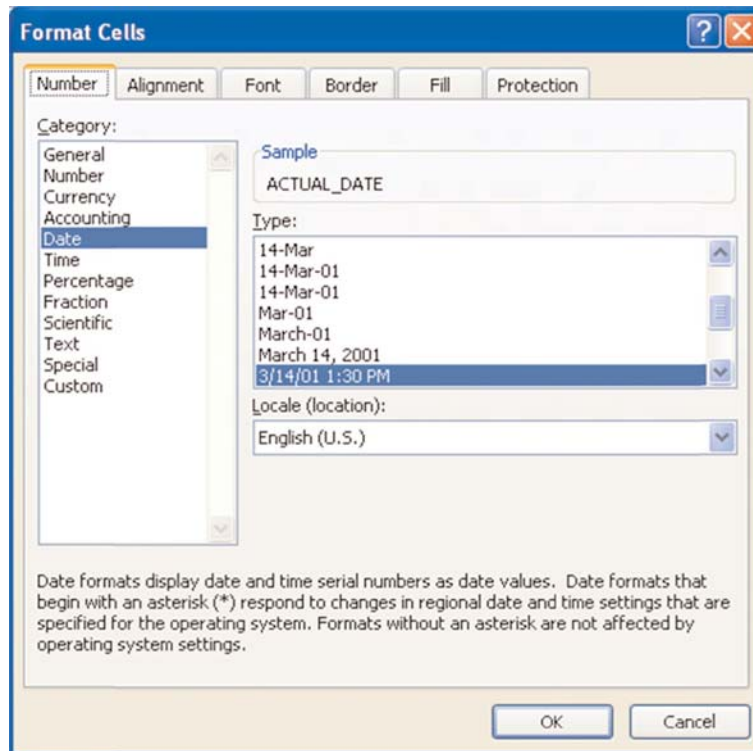 Format Cells
Number
Alignment
Font
Border
Fill
Protection
Category:
General
Number
Currency
Accounting
Date
Time
Percentage
Fraction
Scientific
Text
Special
Custom
Sample
ACTUAL_DATE
Type:
14-Mar
14-Mar-01
14-Mar-01
Mar-01
March-01
March 14, 2001
3/14/01 1:30 PM
Locale (location):
English (U.S.)
Date formats display date and time serial numbers as date values.  Date formats that
begin with an asterisk (*) respond to changes in regional date and time settings that are
specified for the operating system. Formats without an asterisk are not affected by
operating system settings.
OK
Cancel